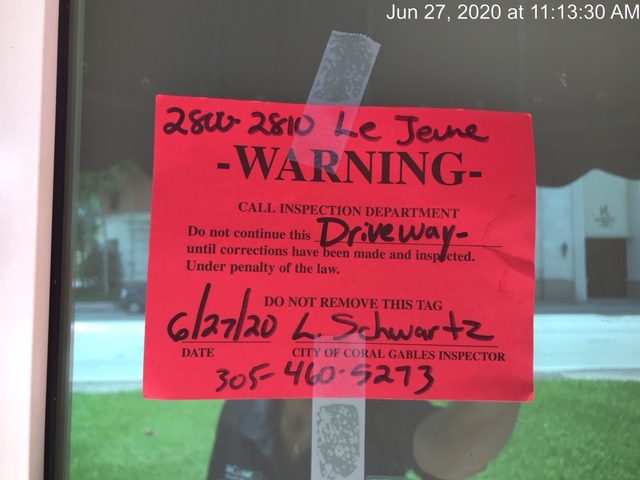 Jun 27, 2020 at 11:13:30 AM
2800-2810 Le Jeune
-WARNING-
CALL INSPECTION DEPARTMENT
Do not continue this Driveway-
until corrections have been made and inspected.
Under penalty of the law.
DO NOT REMOVE THIS TAG
6/27/20 L. Schwartz
DATE CITY OF CORAL GABLES INSPECTOR
305-460-5273